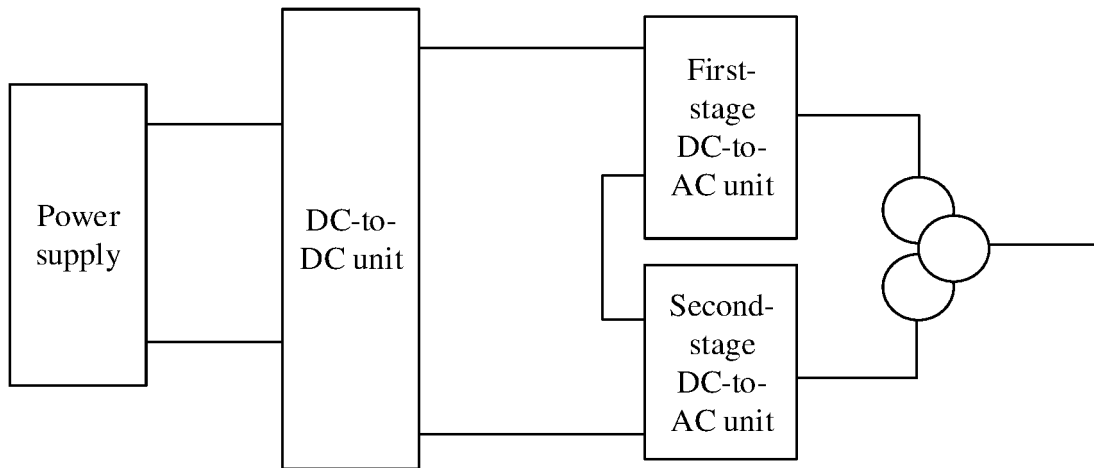 Power
supply
DC-to-
DC unit
First-
stage
DC-to-
AC unit
Second-
stage
DC-to-
AC unit